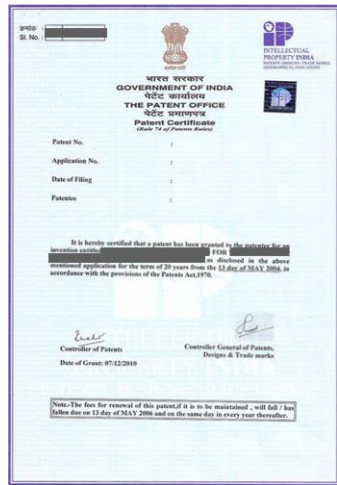 क्रमांक :
Sl. No. :
INTELLECTUAL
PROPERTY INDIA
PATENTS | DESIGNS | TRADE MARKS
GEOGRAPHICAL INDICATIONS
भारत सरकार
GOVERNMENT OF INDIA
पेटेंट कार्यालय
THE PATENT OFFICE
पेटेंट प्रमाणपत्र
Patent Certificate
(Rule 74 of Patents Rules)
Patent No. :
Application No. :
Date of Filing :
Patentee :
It is hereby certified that a patent has been granted to the patentee for an
invention entitled FOR
as disclosed in the above
mentioned application for the term of 20 years from the 13 day of MAY 2004, in
accordance with the provisions of the Patents Act,1970.
Controller of Patents
Controller General of Patents,
Designs & Trade marks
Date of Grant: 07/12/2010
Note.-The fees for renewal of this patent,if it is to be maintained , will fall / has
fallen due on 13 day of MAY 2006 and on the same day in every year thereafter.